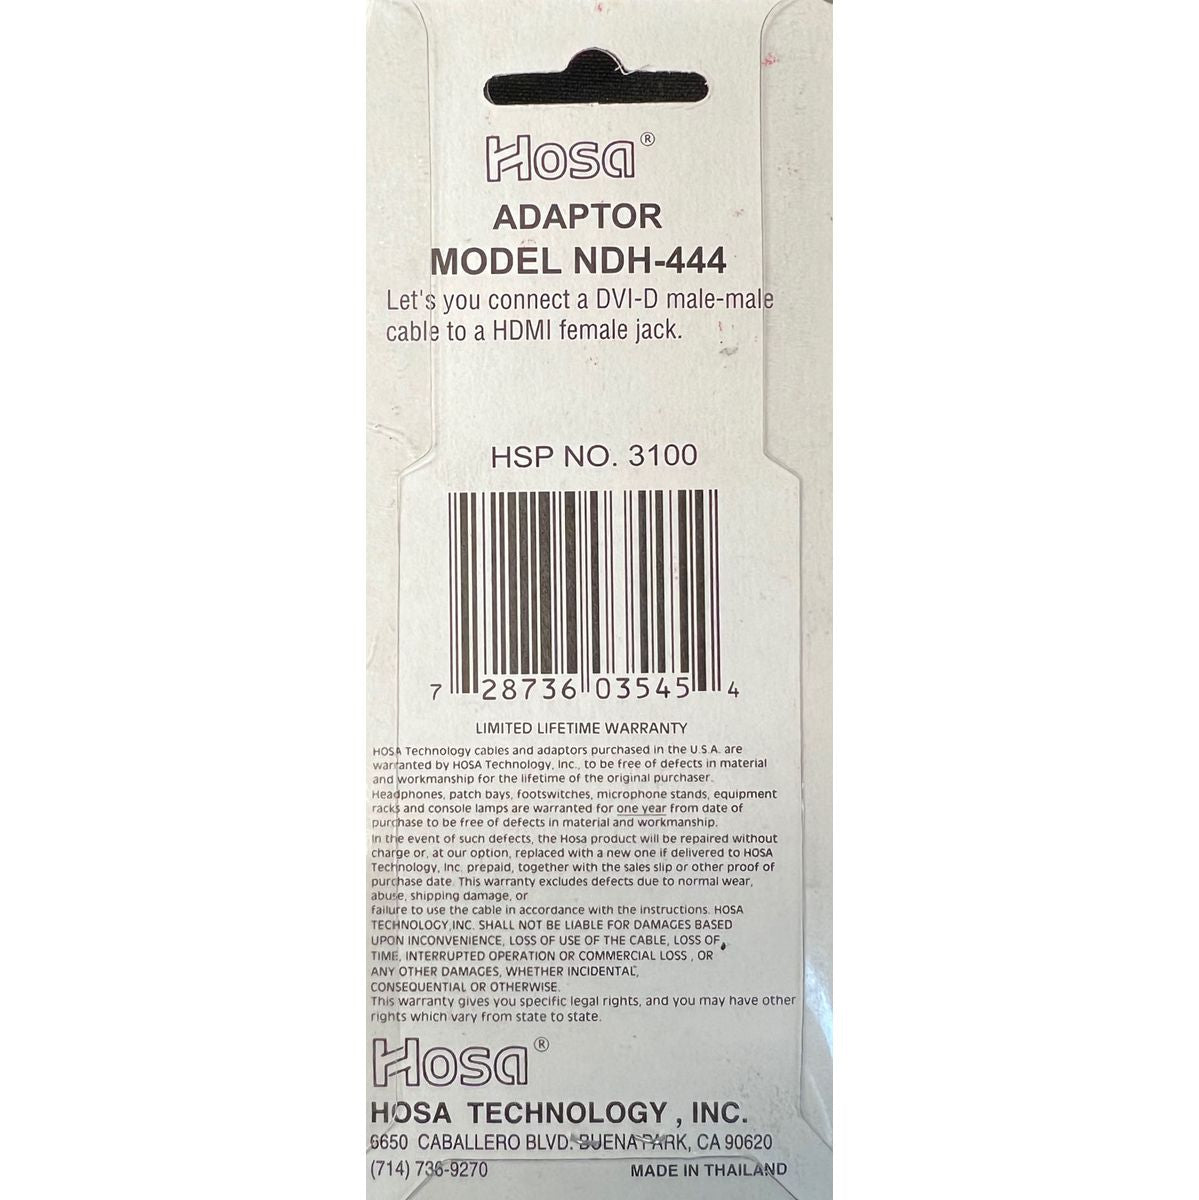 Hosa®
ADAPTOR
MODEL NDH-444
Let's you connect a DVI-D male-male
cable to a HDMI female jack.
HSP NO. 3100
7 28736 03545 4
LIMITED LIFETIME WARRANTY
HOSA Technology cables and adaptors purchased in the U.S.A. are
warranted by HOSA Technology, Inc., to be free of defects in material
and workmanship for the lifetime of the original purchaser.
Headphones, patch bays, footswitches, microphone stands, equipment
racks and console lamps are warranted for one year from date of
purchase to be free of defects in material and workmanship.
In the event of such defects, the Hosa product will be repaired without
charge or, at our option, replaced with a new one if delivered to HOSA
Technology, Inc. prepaid, together with the sales slip or other proof of
purchase date. This warranty excludes defects due to normal wear,
abuse, shipping damage, or
failure to use the cable in accordance with the instructions. HOSA
TECHNOLOGY,INC. SHALL NOT BE LIABLE FOR DAMAGES BASED
UPON INCONVENIENCE, LOSS OF USE OF THE CABLE, LOSS OF
TIME, INTERRUPTED OPERATION OR COMMERCIAL LOSS , OR
ANY OTHER DAMAGES, WHETHER INCIDENTAL,
CONSEQUENTIAL OR OTHERWISE.
This warranty gives you specific legal rights, and you may have other
rights which vary from state to state.
Hosa®
HOSA TECHNOLOGY , INC.
6650 CABALLERO BLVD. BUENA PARK, CA 90620
(714) 736-9270 MADE IN THAILAND